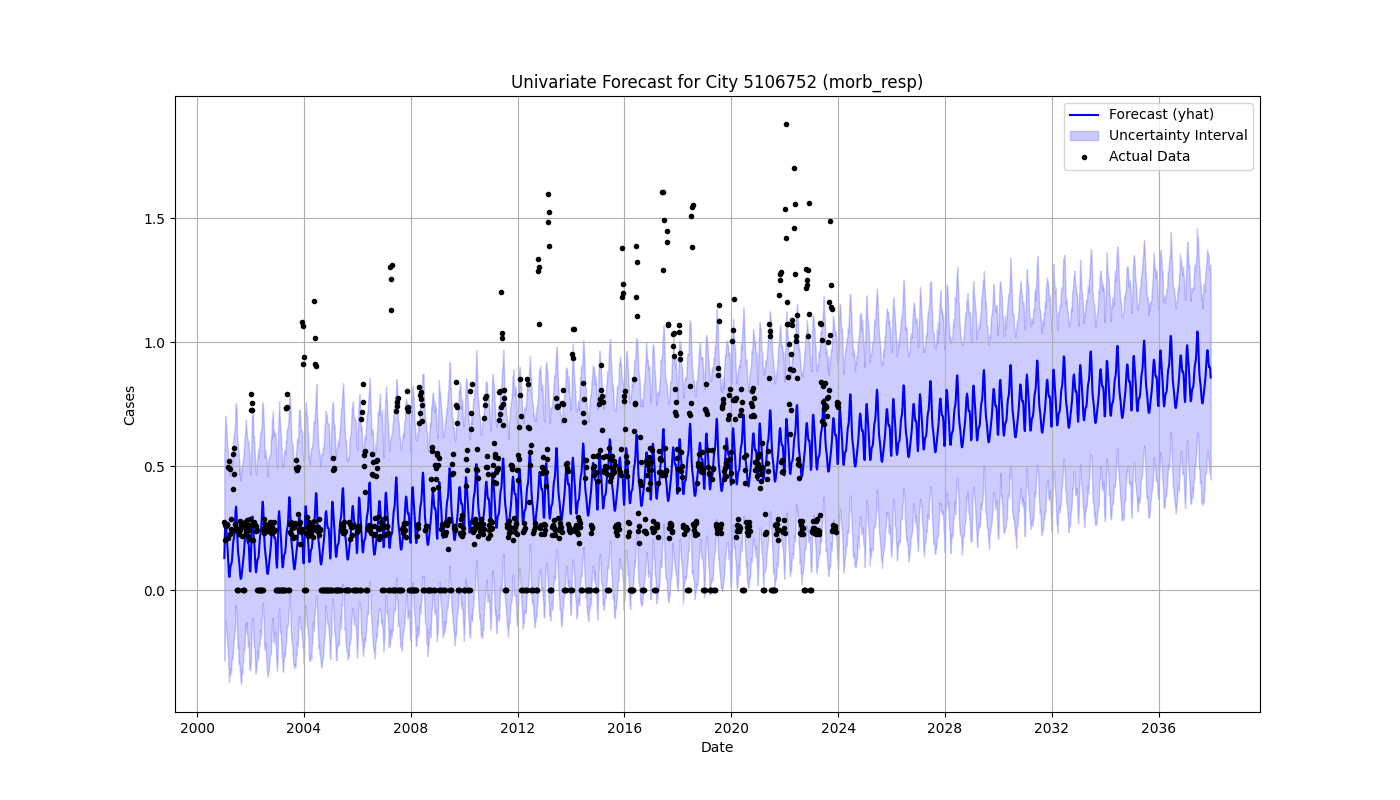 Univariate Forecast for City 5106752 (morb_resp)
Forecast (yhat)
Uncertainty Interval
Actual Data
Cases
1.5
1.0
0.5
0.0
2000 2004 2008 2012 2016 2020 2024 2028 2032 2036
Date